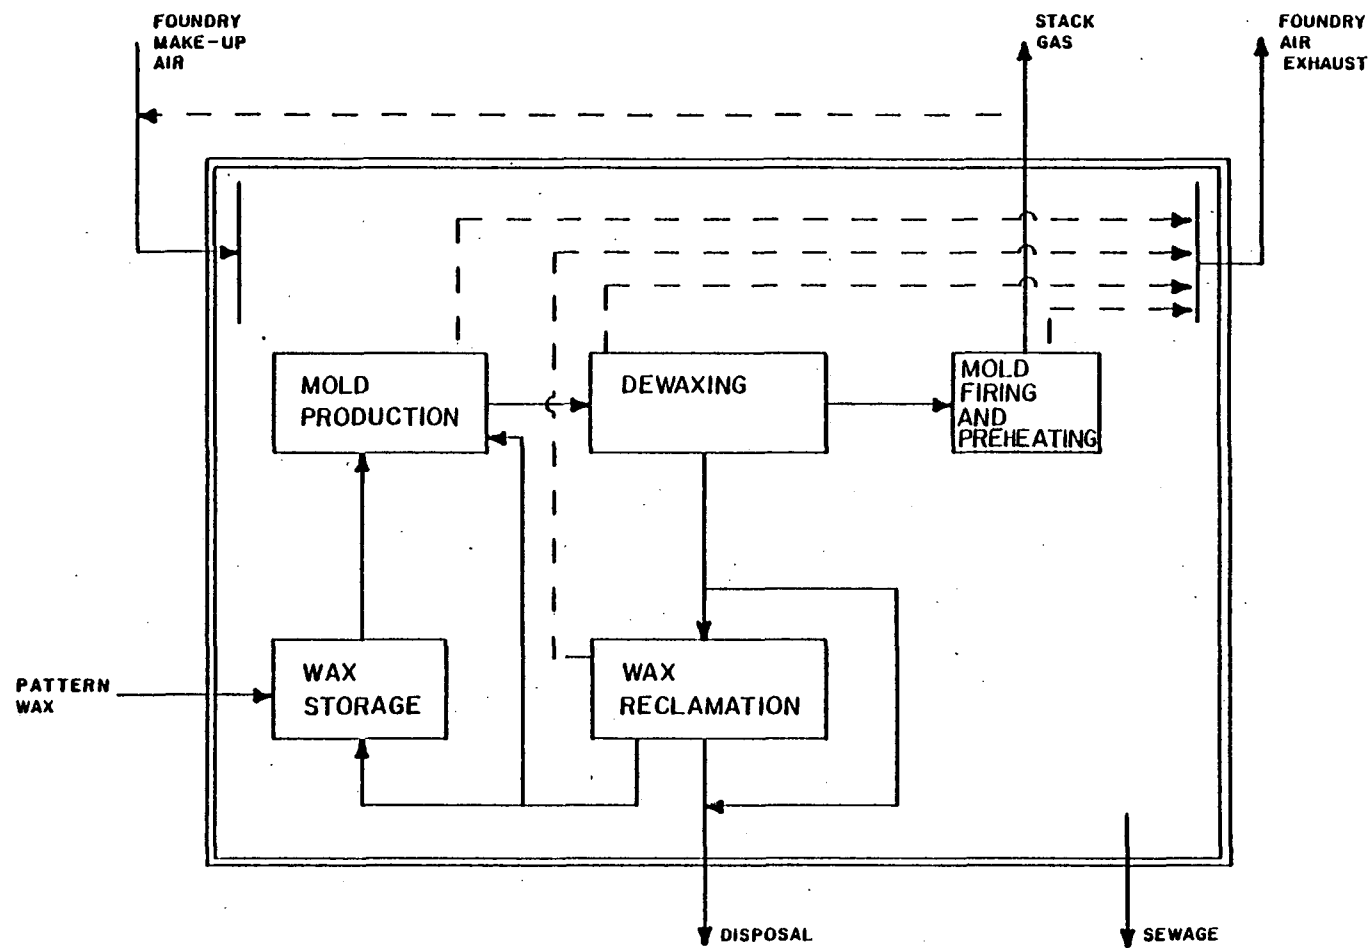 FOUNDRY
MAKE-UP
AIR
STACK
GAS
FOUNDRY
AIR
EXHAUST
MOLD
PRODUCTION
DEWAXING
MOLD
FIRING
AND
PREHEATING
WAX
STORAGE
WAX
RECLAMATION
PATTERN
WAX
DISPOSAL
SEWAGE